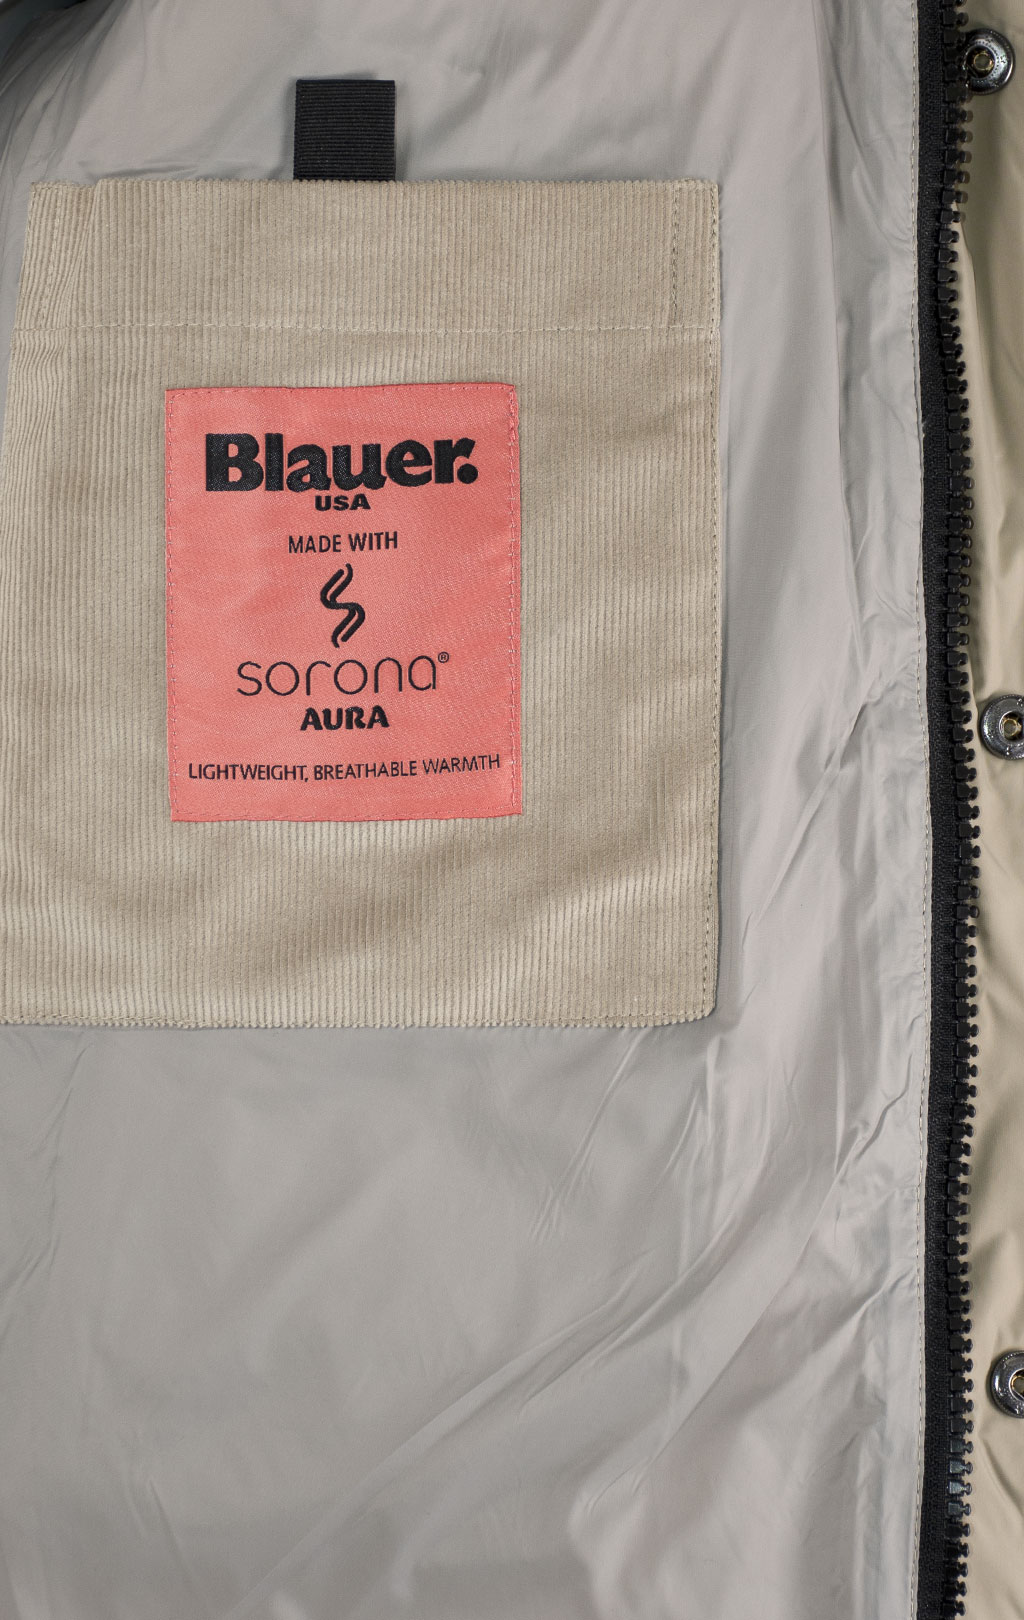 Blauer.
USA
MADE WITH
sorona®
AURA
LIGHTWEIGHT, BREATHABLE WARMTH